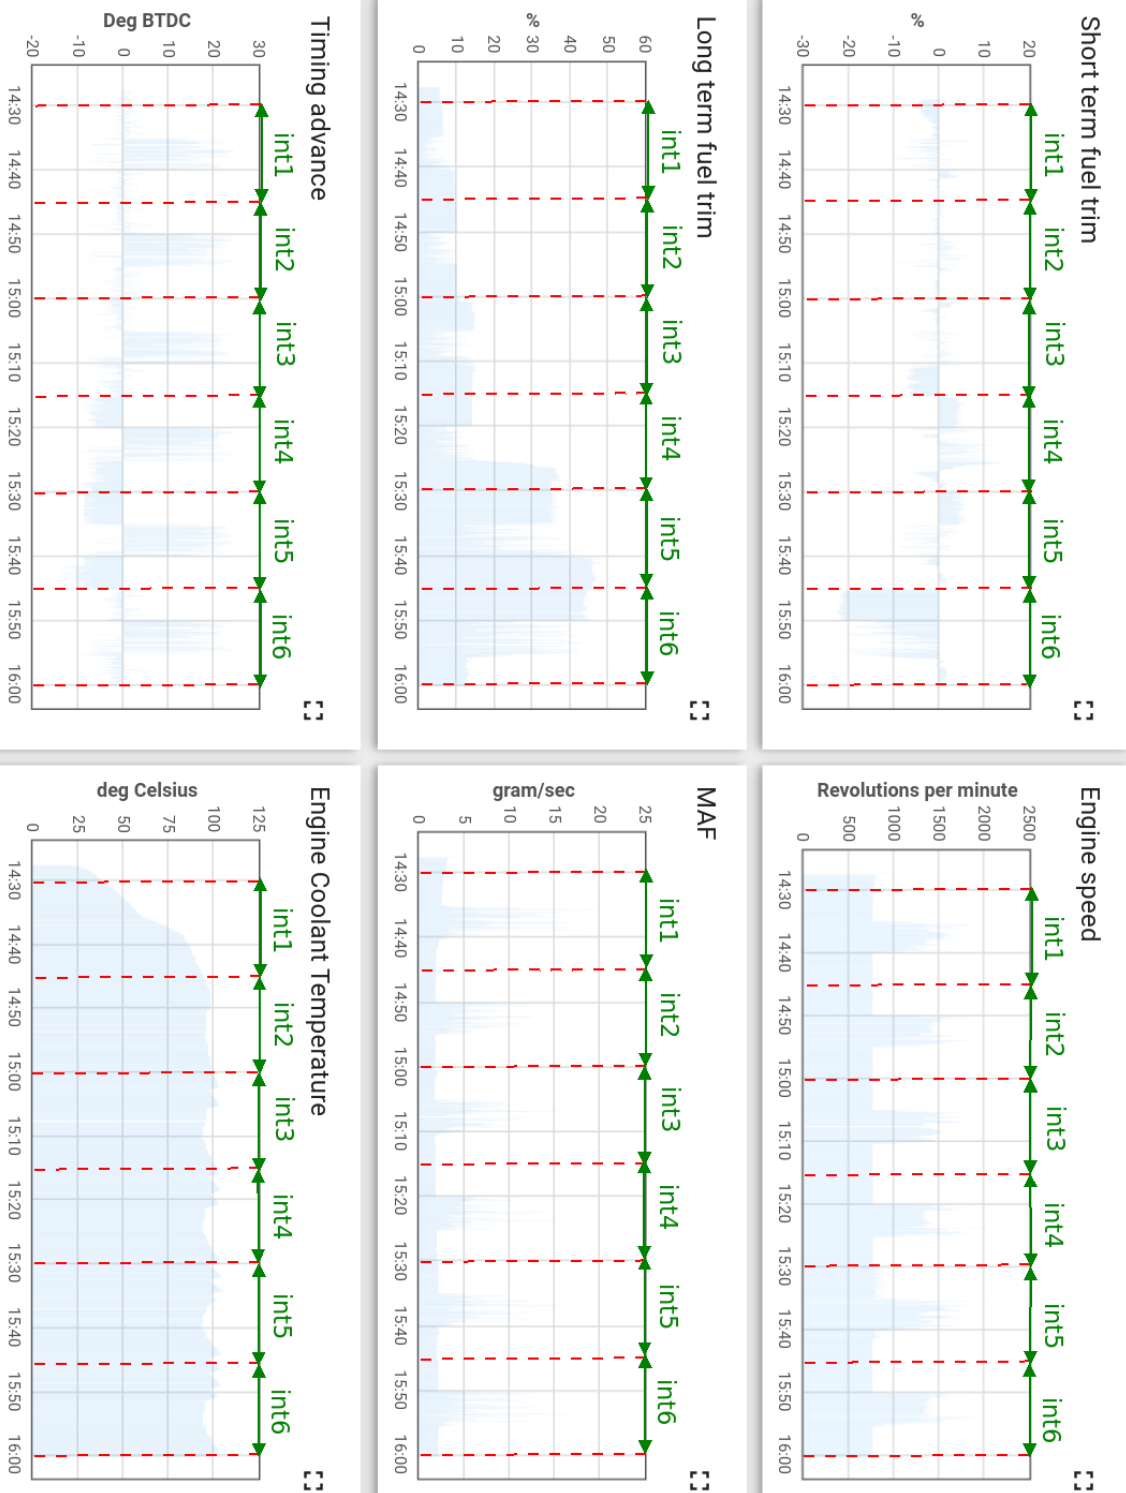 Short term fuel trim
%
20
10
0
-10
-20
-30
int1
int2
int3
int4
int5
int6
14:30
14:40
14:50
15:00
15:10
15:20
15:30
15:40
15:50
16:00
Engine speed
Revolutions per minute
2500
2000
1500
1000
500
0
int1
int2
int3
int4
int5
int6
14:30
14:40
14:50
15:00
15:10
15:20
15:30
15:40
15:50
16:00
Long term fuel trim
%
60
50
40
30
20
10
0
int1
int2
int3
int4
int5
int6
14:30
14:40
14:50
15:00
15:10
15:20
15:30
15:40
15:50
16:00
MAF
gram/sec
25
20
15
10
5
0
int1
int2
int3
int4
int5
int6
14:30
14:40
14:50
15:00
15:10
15:20
15:30
15:40
15:50
16:00
Timing advance
Deg BTDC
30
20
10
0
-10
-20
int1
int2
int3
int4
int5
int6
14:30
14:40
14:50
15:00
15:10
15:20
15:30
15:40
15:50
16:00
Engine Coolant Temperature
deg Celsius
125
100
75
50
25
0
int1
int2
int3
int4
int5
int6
14:30
14:40
14:50
15:00
15:10
15:20
15:30
15:40
15:50
16:00